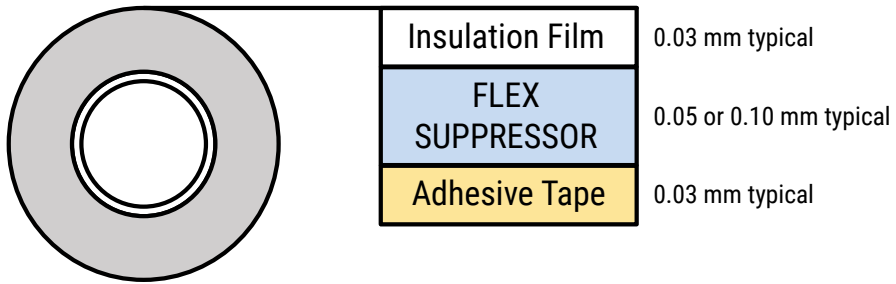 Insulation Film
0.03 mm typical
FLEX
SUPPRESSOR
0.05 or 0.10 mm typical
Adhesive Tape
0.03 mm typical